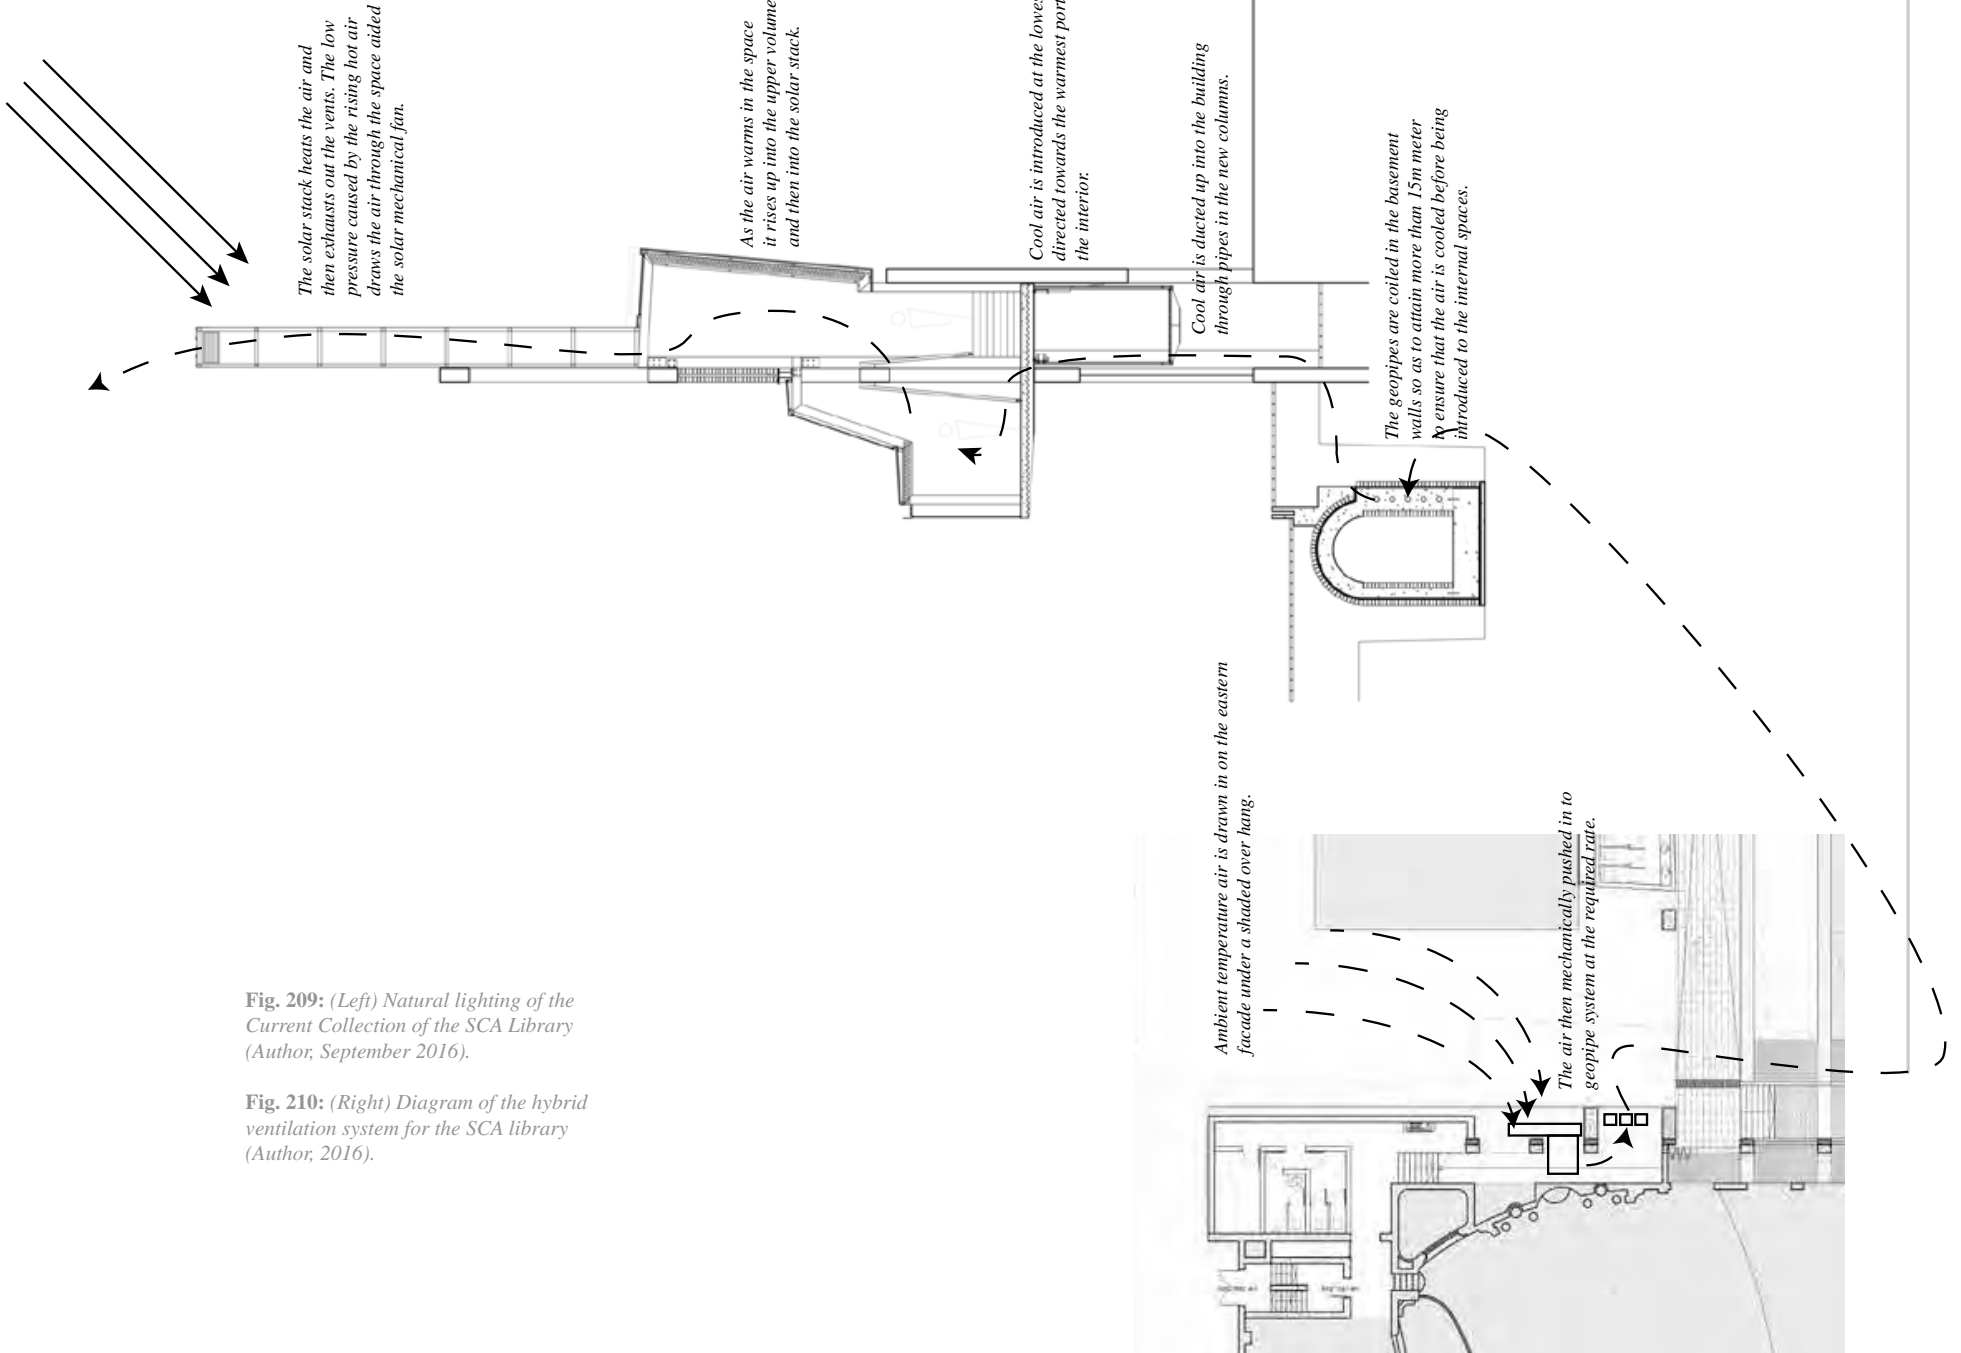 The solar stack heats the air and
then exhausts out the vents. The low
pressure caused by the rising hot air
draws the air through the space aided
the solar mechanical fan.
As the air warms in the space
it rises up into the upper volume
and then into the solar stack.
Cool air is introduced at the
directed towards the warmest
the interior.
Cool air is ducted up into the building
through pipes in the new columns.
The geopipes are coiled in the basement
walls so as to attain more than 15m meter
to ensure that the air is cooled before being
introduced to the internal spaces.
Ambient temperature air is drawn in on the eastern
facade under a shaded over hang.
The air then mechanically pushed in to
geopipe system at the required rate.
Fig. 209: (Left) Natural lighting of the
Current Collection of the SCA Library
(Author, September 2016).
Fig. 210: (Right) Diagram of the hybrid
ventilation system for the SCA library
(Author, 2016).